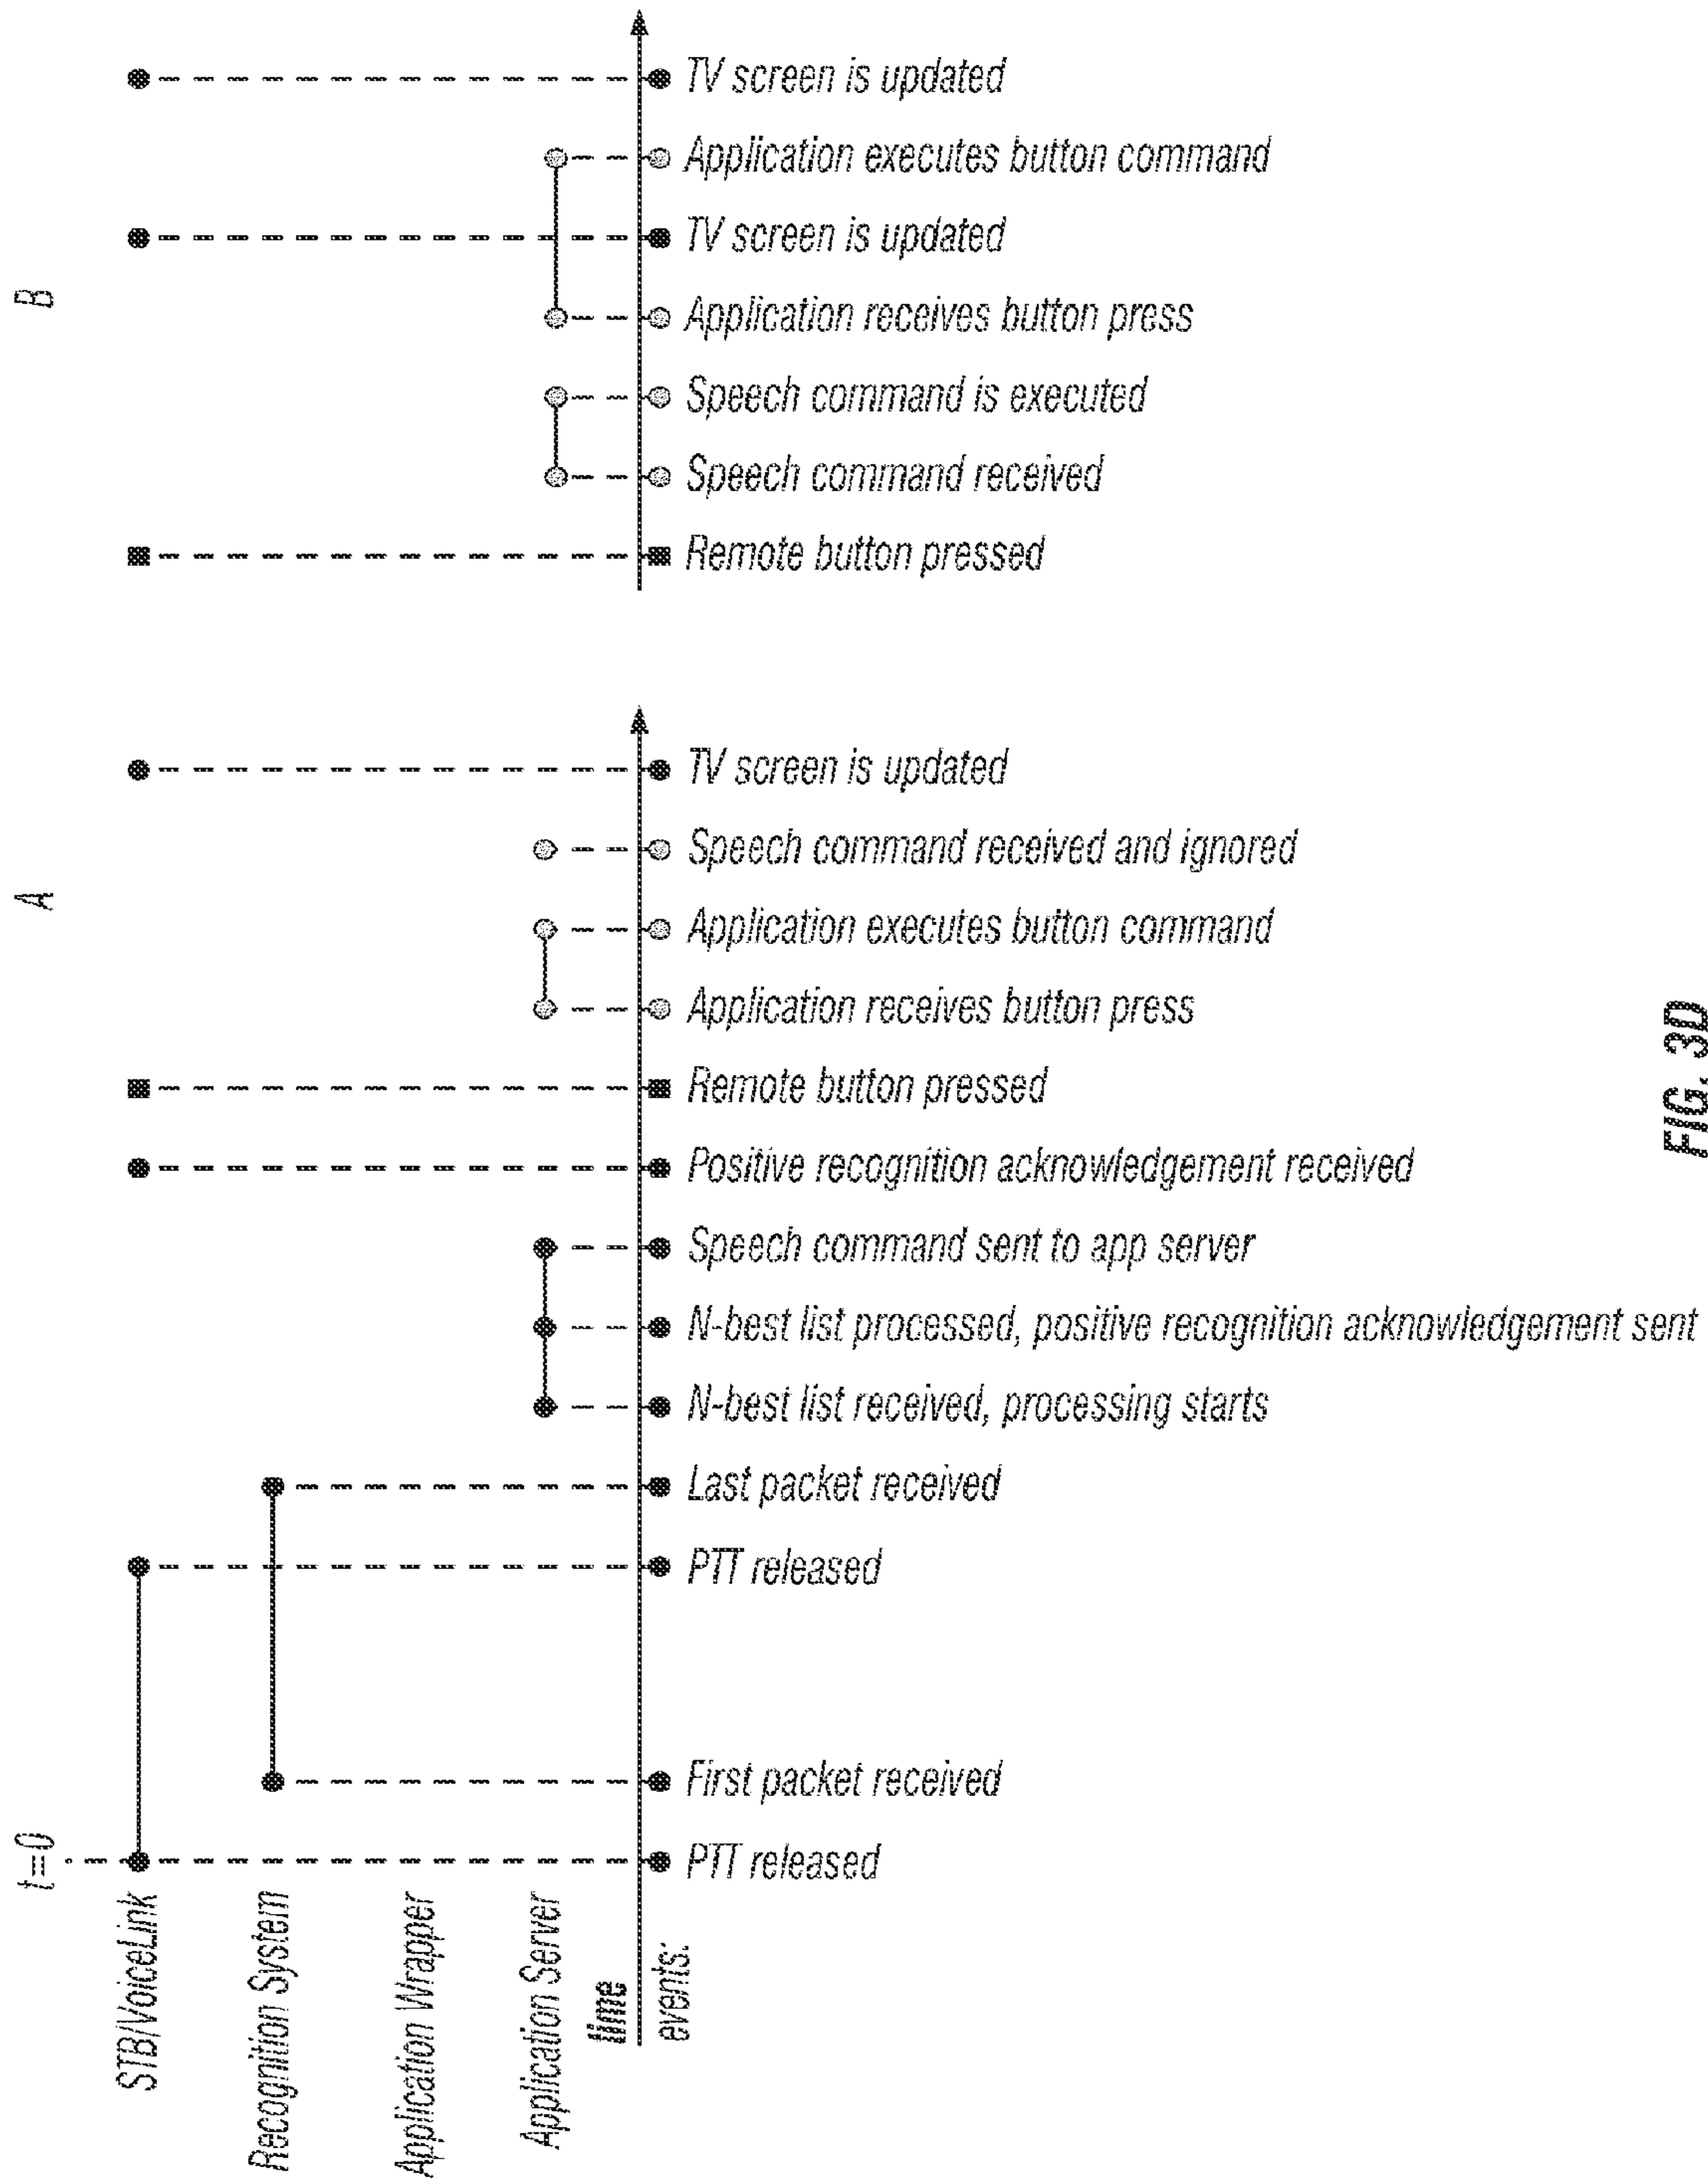 B
TV screen is updated
Application executes button command
TV screen is updated
Application receives button press
Speech command is executed
Speech command received
Remote button pressed
A
TV screen is updated
Speech command received and ignored
Application executes button command
Application receives button press
Remote button pressed
Positive recognition acknowledgement received
Speech command sent to app server
N-best list processed, positive recognition acknowledgement sent
N-best list received, processing starts
Last packet received
PTT released
First packet received
PTT released
t=0
STB/VoiceLink
Recognition System
Application Wrapper
Application Server
time
events:
FIG. 3D